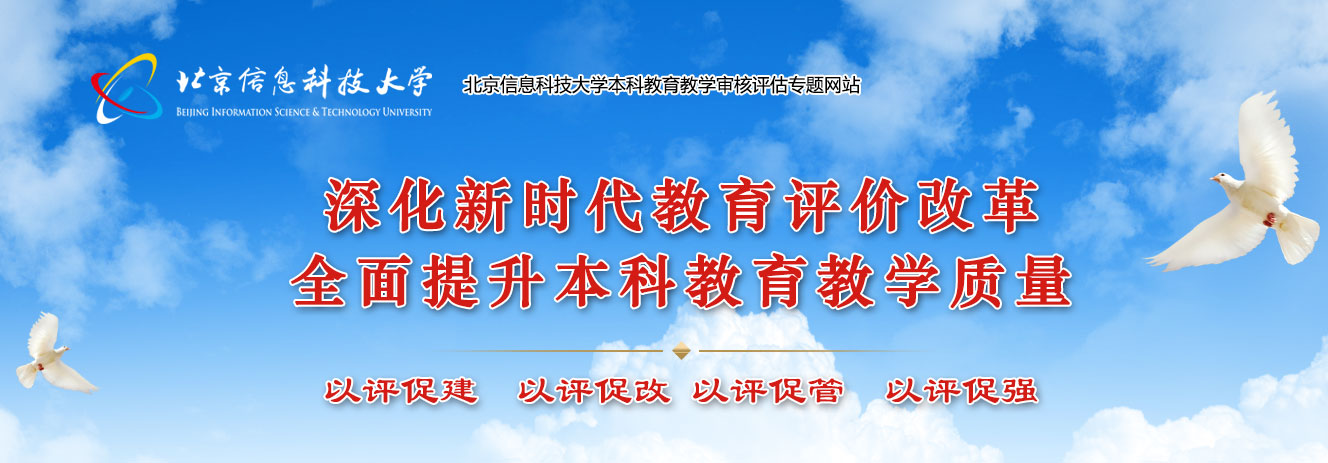 北京信息科技大学
BEIJING INFORMATION SCIENCE & TECHNOLOGY UNIVERSITY
北京信息科技大学本科教育教学审核评估专题网站
深化新时代教育评价改革
全面提升本科教育教学质量
以评促建 以评促改 以评促管 以评促强